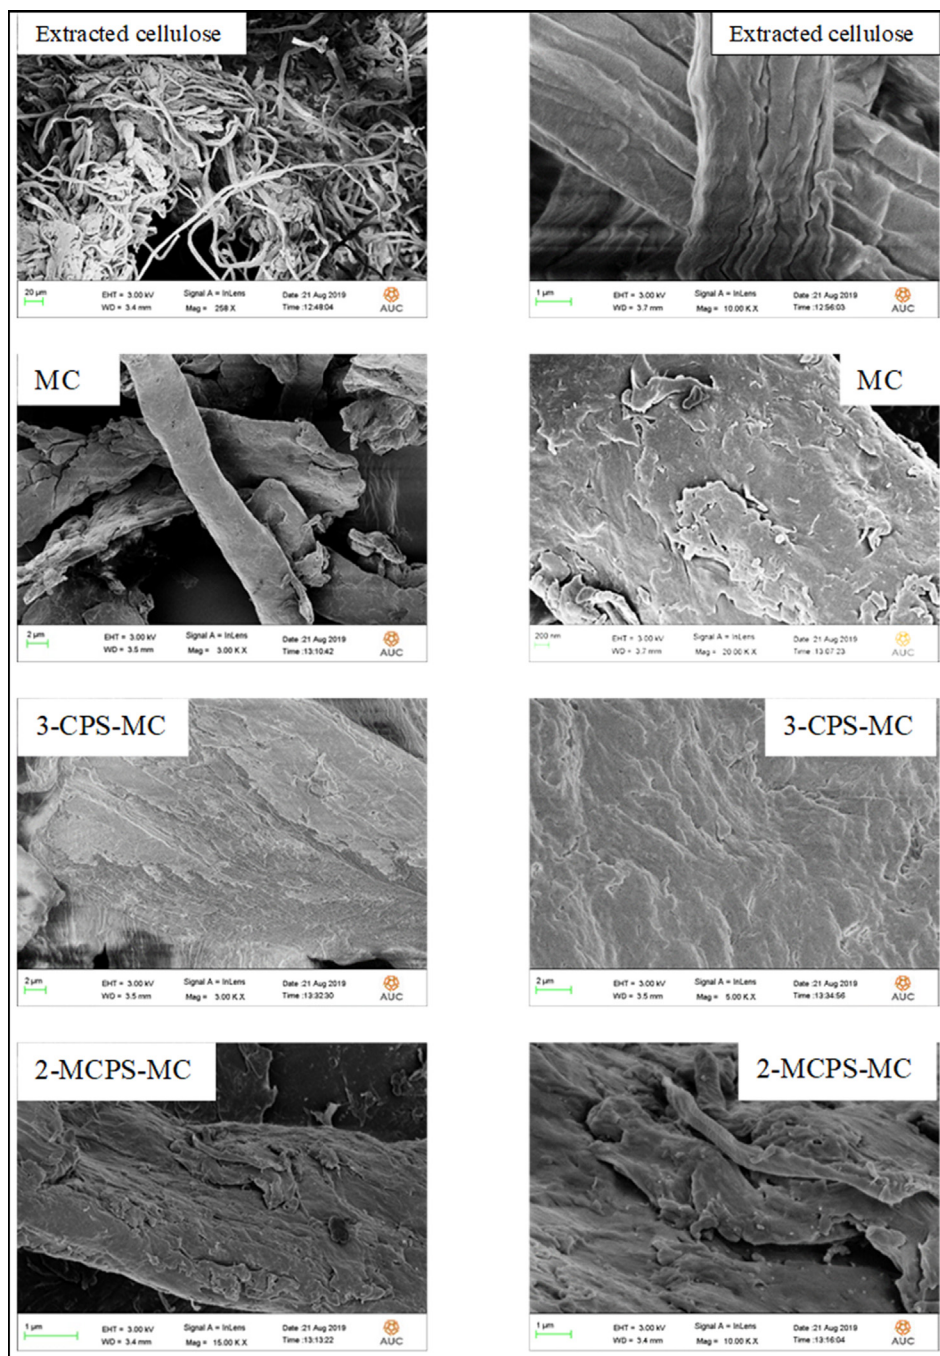 Extracted cellulose
20 µm
EHT = 3.00 kV
WD = 3.4 mm
Signal A = InLens
Mag = 258 X
Date :21 Aug 2019
Time :12:48:04
AUC
Extracted cellulose
1 µm
EHT = 3.00 kV
WD = 3.7 mm
Signal A = InLens
Mag = 10.00 K X
Date :21 Aug 2019
Time :12:56:03
AUC
MC
2 µm
EHT = 3.00 kV
WD = 3.5 mm
Signal A = InLens
Mag = 3.00 K X
Date :21 Aug 2019
Time :13:10:42
AUC
MC
200 nm
EHT = 3.00 kV
WD = 3.7 mm
Signal A = InLens
Mag = 20.00 K X
Date :21 Aug 2019
Time :13:07:23
AUC
3-CPS-MC
2 µm
EHT = 3.00 kV
WD = 3.5 mm
Signal A = InLens
Mag = 3.00 K X
Date :21 Aug 2019
Time :13:32:30
AUC
3-CPS-MC
2 µm
EHT = 3.00 kV
WD = 3.5 mm
Signal A = InLens
Mag = 5.00 K X
Date :21 Aug 2019
Time :13:34:56
AUC
2-MCPS-MC
1 µm
EHT = 3.00 kV
WD = 3.4 mm
Signal A = InLens
Mag = 15.00 K X
Date :21 Aug 2019
Time :13:13:22
AUC
2-MCPS-MC
1 µm
EHT = 3.00 kV
WD = 3.4 mm
Signal A = InLens
Mag = 10.00 K X
Date :21 Aug 2019
Time :13:16:04
AUC